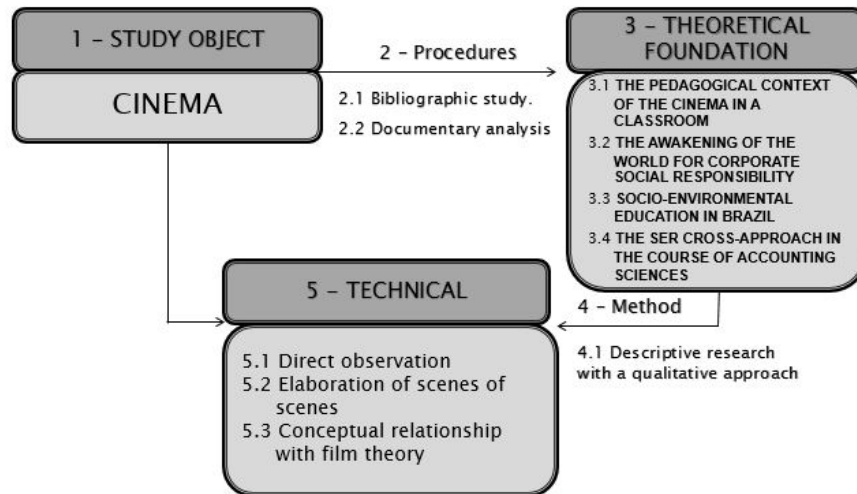 1 – STUDY OBJECT
CINEMA
2 – Procedures
2.1 Bibliographic study.
2.2 Documentary analysis
3 – THEORETICAL
FOUNDATION
3.1 THE PEDAGOGICAL CONTEXT
OF THE CINEMA IN A
CLASSROOM
3.2 THE AWAKENING OF THE
WORLD FOR CORPORATE
SOCIAL RESPONSIBILITY
3.3 SOCIO-ENVIRONMENTAL
EDUCATION IN BRAZIL
3.4 THE SER CROSS-APPROACH IN
THE COURSE OF ACCOUNTING
SCIENCES
4 – Method
4.1 Descriptive research
with a qualitative approach
5 – TECHNICAL
5.1 Direct observation
5.2 Elaboration of scenes of
scenes
5.3 Conceptual relationship
with film theory